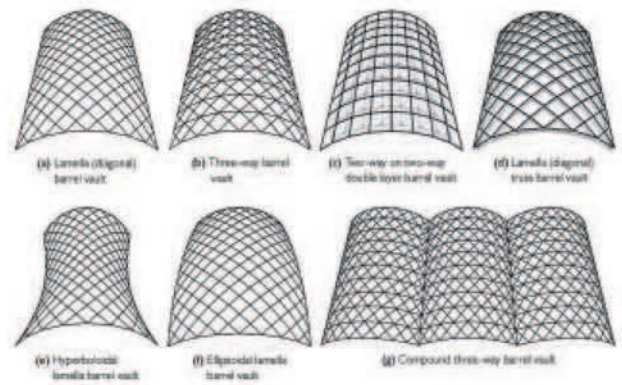 (a) Lamella (diagonal)
barrel vault
(b) Three-way barrel
vault
(c) Two-way on two-way
double layer barrel vault
(d) Lamella (diagonal)
truss barrel vault
(e) Hyperboloidal
lamella barrel vault
(f) Ellipsoidal lamella
barrel vault
(g) Compound three-way barrel vault